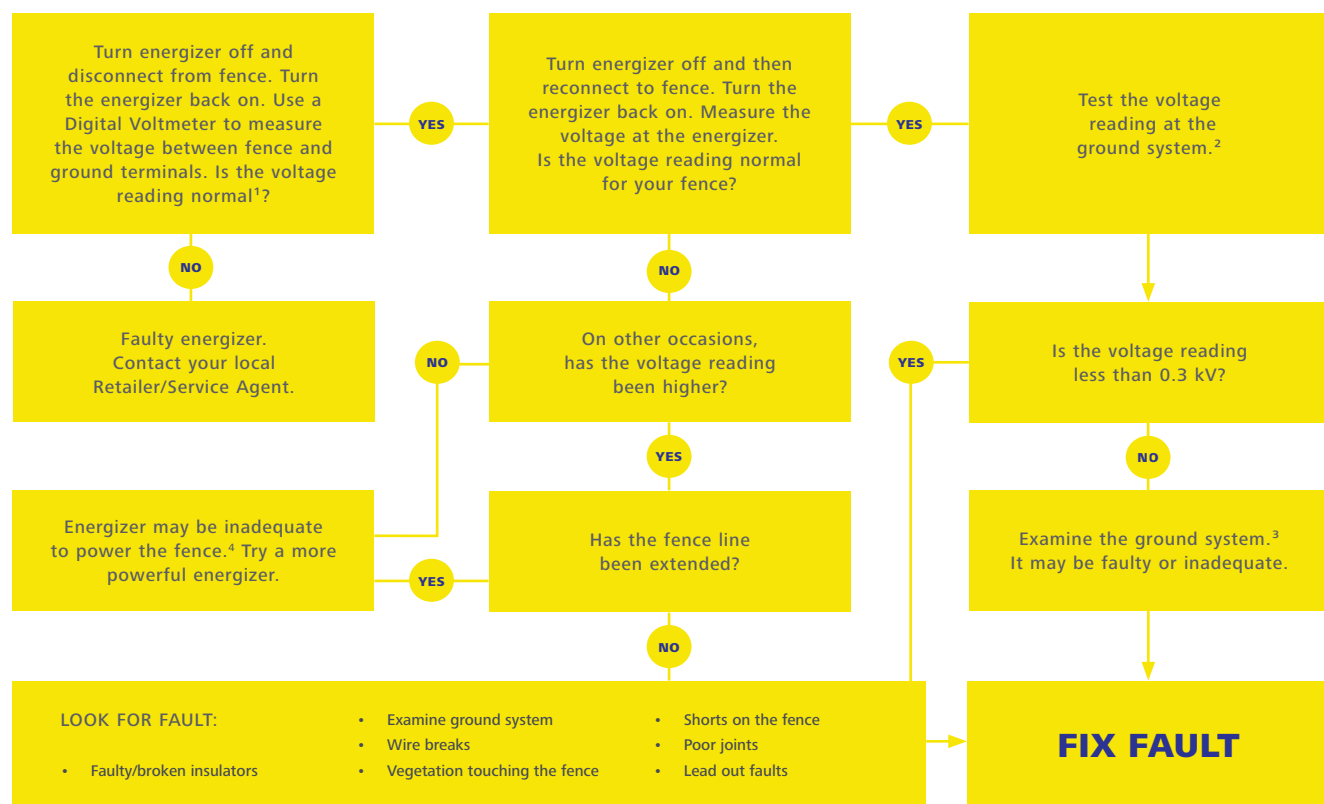 Turn energizer off and
disconnect from fence. Turn
the energizer back on. Use a
Digital Voltmeter to measure
the voltage between fence and
ground terminals. Is the voltage
reading normal¹?
YES
Turn energizer off and then
reconnect to fence. Turn the
energizer back on. Measure the
voltage at the energizer.
Is the voltage reading normal
for your fence?
YES
Test the voltage
reading at the
ground system.²
NO
NO
Faulty energizer.
Contact your local
Retailer/Service Agent.
NO
On other occasions,
has the voltage reading
been higher?
YES
Is the voltage reading
less than 0.3 kV?
YES
NO
Energizer may be inadequate
to power the fence.⁴ Try a more
powerful energizer.
YES
Has the fence line
been extended?
Examine the ground system.³
It may be faulty or inadequate.
NO
LOOK FOR FAULT:
• Faulty/broken insulators
• Examine ground system
• Wire breaks
• Vegetation touching the fence
• Shorts on the fence
• Poor joints
• Lead out faults
FIX FAULT